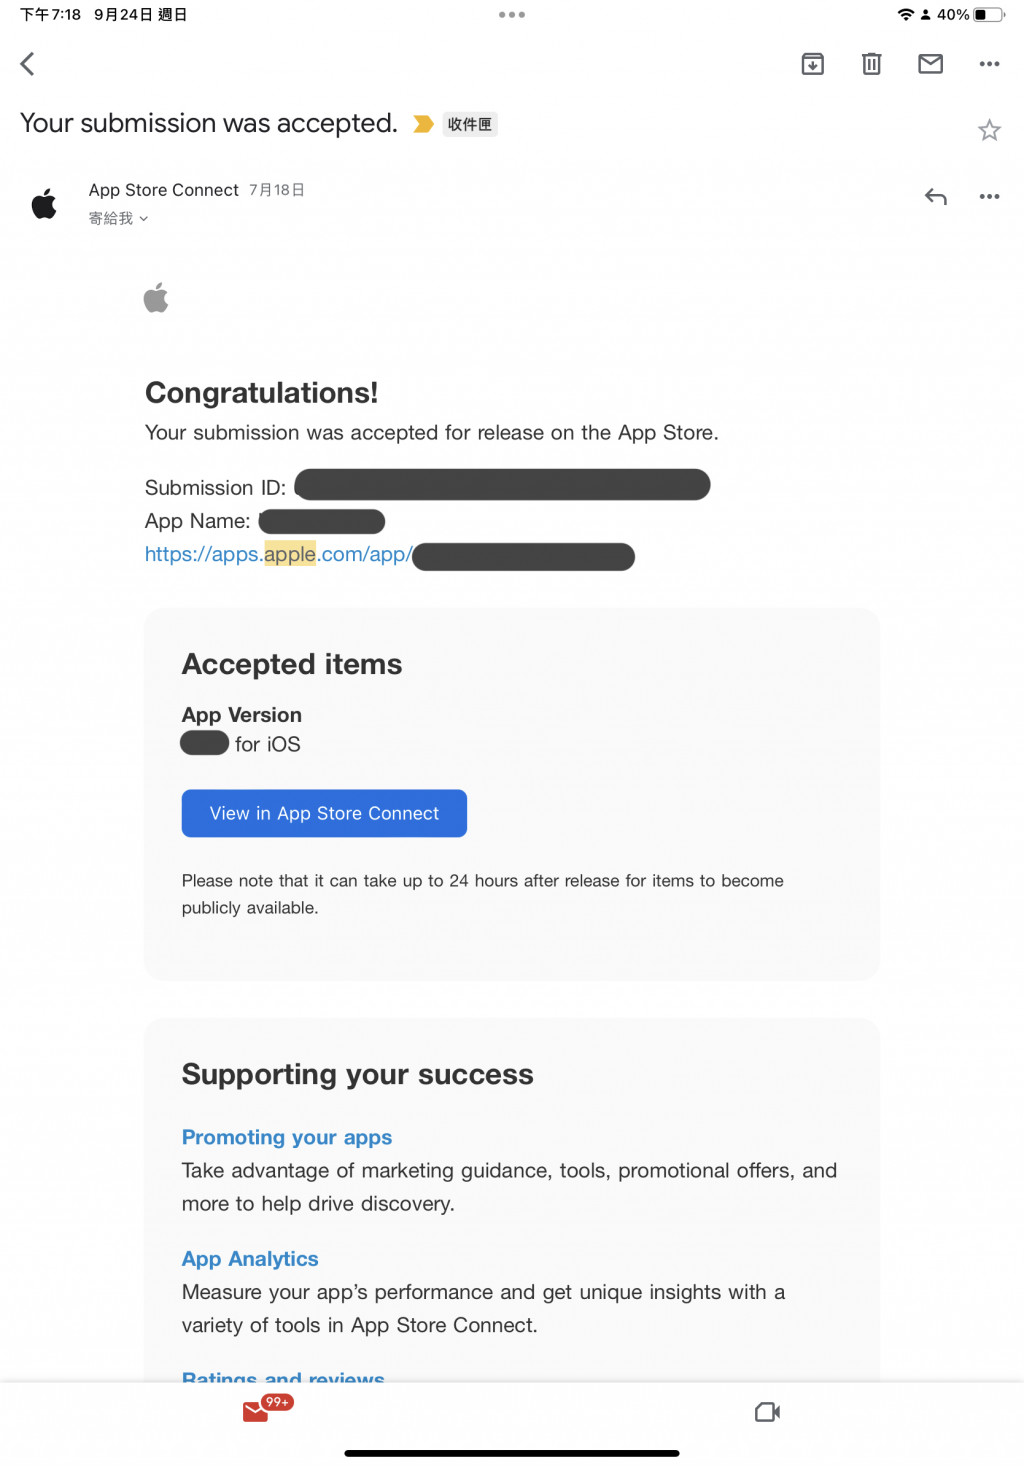 下午7:18 9月24日 週日
40%
Your submission was accepted. 收件匣
App Store Connect 7月18日
寄給我
Congratulations!
Your submission was accepted for release on the App Store.
Submission ID:
App Name:
https://apps.apple.com/app/
Accepted items
App Version
for iOS
View in App Store Connect
Please note that it can take up to 24 hours after release for items to become
publicly available.
Supporting your success
Promoting your apps
Take advantage of marketing guidance, tools, promotional offers, and
more to help drive discovery.
App Analytics
Measure your app’s performance and get unique insights with a
variety of tools in App Store Connect.
Ratings and reviews
99+